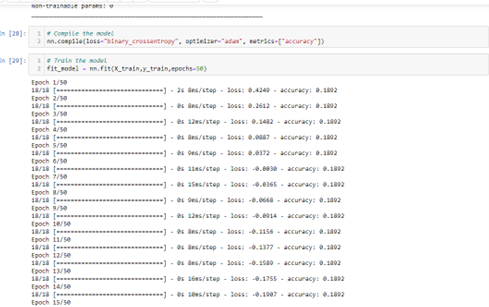 Non-trainable params: 0
In [28]: 1 # Compile the model
2 nn.compile(loss="binary_crossentropy", optimizer="adam", metrics=["accuracy"])
In [29]: 1 # Train the model
2 fit_model = nn.fit(X_train,y_train,epochs=50)
Epoch 1/50
18/18 [==============================] - 2s 8ms/step - loss: 0.4249 - accuracy: 0.1892
Epoch 2/50
18/18 [==============================] - 0s 8ms/step - loss: 0.2612 - accuracy: 0.1892
Epoch 3/50
18/18 [==============================] - 0s 12ms/step - loss: 0.1482 - accuracy: 0.1892
Epoch 4/50
18/18 [==============================] - 0s 8ms/step - loss: 0.0887 - accuracy: 0.1892
Epoch 5/50
18/18 [==============================] - 0s 9ms/step - loss: 0.0372 - accuracy: 0.1892
Epoch 6/50
18/18 [==============================] - 0s 11ms/step - loss: -0.0030 - accuracy: 0.1892
Epoch 7/50
18/18 [==============================] - 0s 15ms/step - loss: -0.0365 - accuracy: 0.1892
Epoch 8/50
18/18 [==============================] - 0s 9ms/step - loss: -0.0668 - accuracy: 0.1892
Epoch 9/50
18/18 [==============================] - 0s 12ms/step - loss: -0.0914 - accuracy: 0.1892
Epoch 10/50
18/18 [==============================] - 0s 8ms/step - loss: -0.1156 - accuracy: 0.1892
Epoch 11/50
18/18 [==============================] - 0s 8ms/step - loss: -0.1377 - accuracy: 0.1892
Epoch 12/50
18/18 [==============================] - 0s 8ms/step - loss: -0.1589 - accuracy: 0.1892
Epoch 13/50
18/18 [==============================] - 0s 16ms/step - loss: -0.1755 - accuracy: 0.1892
Epoch 14/50
18/18 [==============================] - 0s 10ms/step - loss: -0.1907 - accuracy: 0.1892
Epoch 15/50